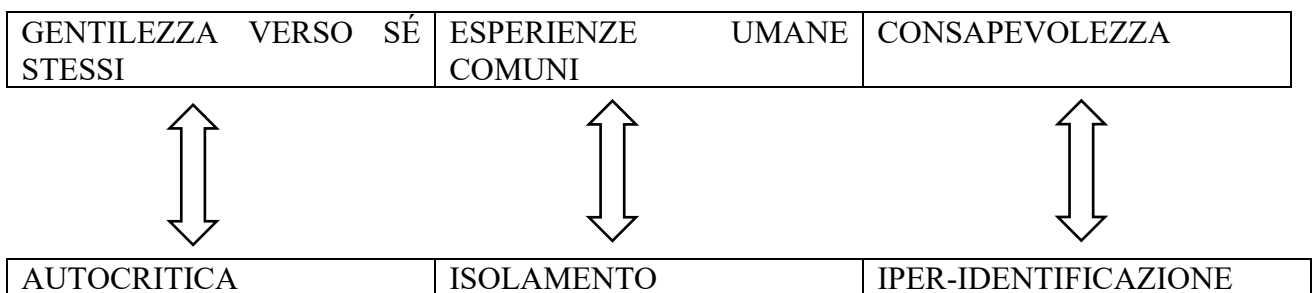 GENTILEZZA VERSO SÉ STESSI
ESPERIENZE UMANE COMUNI
CONSAPEVOLEZZA
AUTOCRITICA
ISOLAMENTO
IPER-IDENTIFICAZIONE